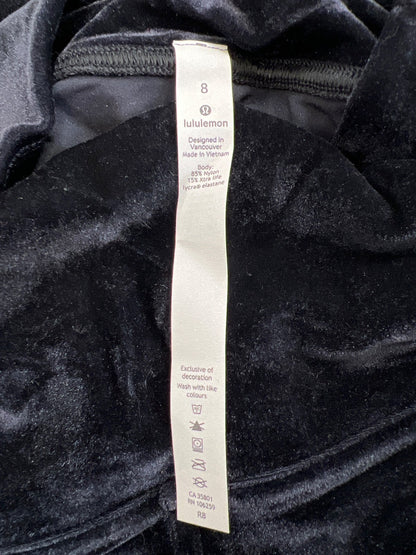 8
lululemon
Designed in
Vancouver
Made in Vietnam
Body:
85% Nylon
15% Xtra life
lycra® elastane
Exclusive of
decoration
Wash with like
colours
CA 35801
RN 106259
R8